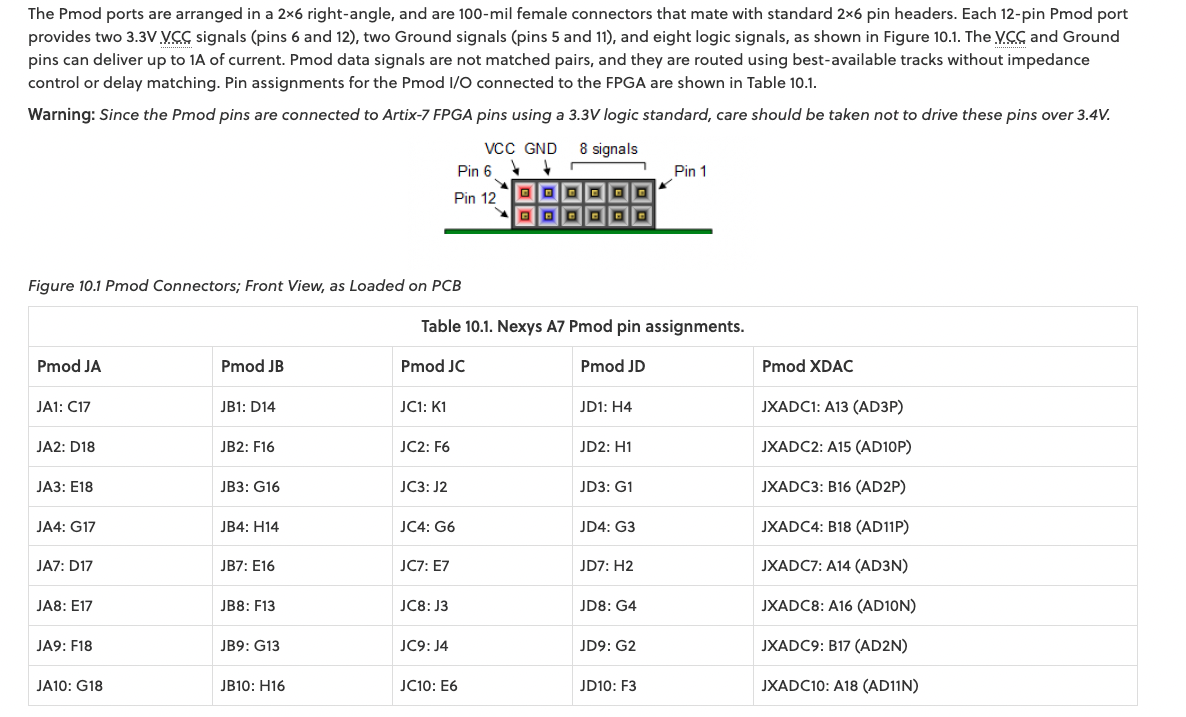 The Pmod ports are arranged in a 2×6 right-angle, and are 100-mil female connectors that mate with standard 2×6 pin headers. Each 12-pin Pmod port
provides two 3.3V VCC signals (pins 6 and 12), two Ground signals (pins 5 and 11), and eight logic signals, as shown in Figure 10.1. The VCC and Ground
pins can deliver up to 1A of current. Pmod data signals are not matched pairs, and they are routed using best-available tracks without impedance
control or delay matching. Pin assignments for the Pmod I/O connected to the FPGA are shown in Table 10.1.
Warning: Since the Pmod pins are connected to Artix-7 FPGA pins using a 3.3V logic standard, care should be taken not to drive these pins over 3.4V.
VCC GND 8 signals
Pin 6 Pin 1
Pin 12
Figure 10.1 Pmod Connectors; Front View, as Loaded on PCB
Table 10.1. Nexys A7 Pmod pin assignments.
Pmod JA Pmod JB Pmod JC Pmod JD Pmod XDAC
JA1: C17 JB1: D14 JC1: K1 JD1: H4 JXADC1: A13 (AD3P)
JA2: D18 JB2: F16 JC2: F6 JD2: H1 JXADC2: A15 (AD10P)
JA3: E18 JB3: G16 JC3: J2 JD3: G1 JXADC3: B16 (AD2P)
JA4: G17 JB4: H14 JC4: G6 JD4: G3 JXADC4: B18 (AD11P)
JA7: D17 JB7: E16 JC7: E7 JD7: H2 JXADC7: A14 (AD3N)
JA8: E17 JB8: F13 JC8: J3 JD8: G4 JXADC8: A16 (AD10N)
JA9: F18 JB9: G13 JC9: J4 JD9: G2 JXADC9: B17 (AD2N)
JA10: G18 JB10: H16 JC10: E6 JD10: F3 JXADC10: A18 (AD11N)